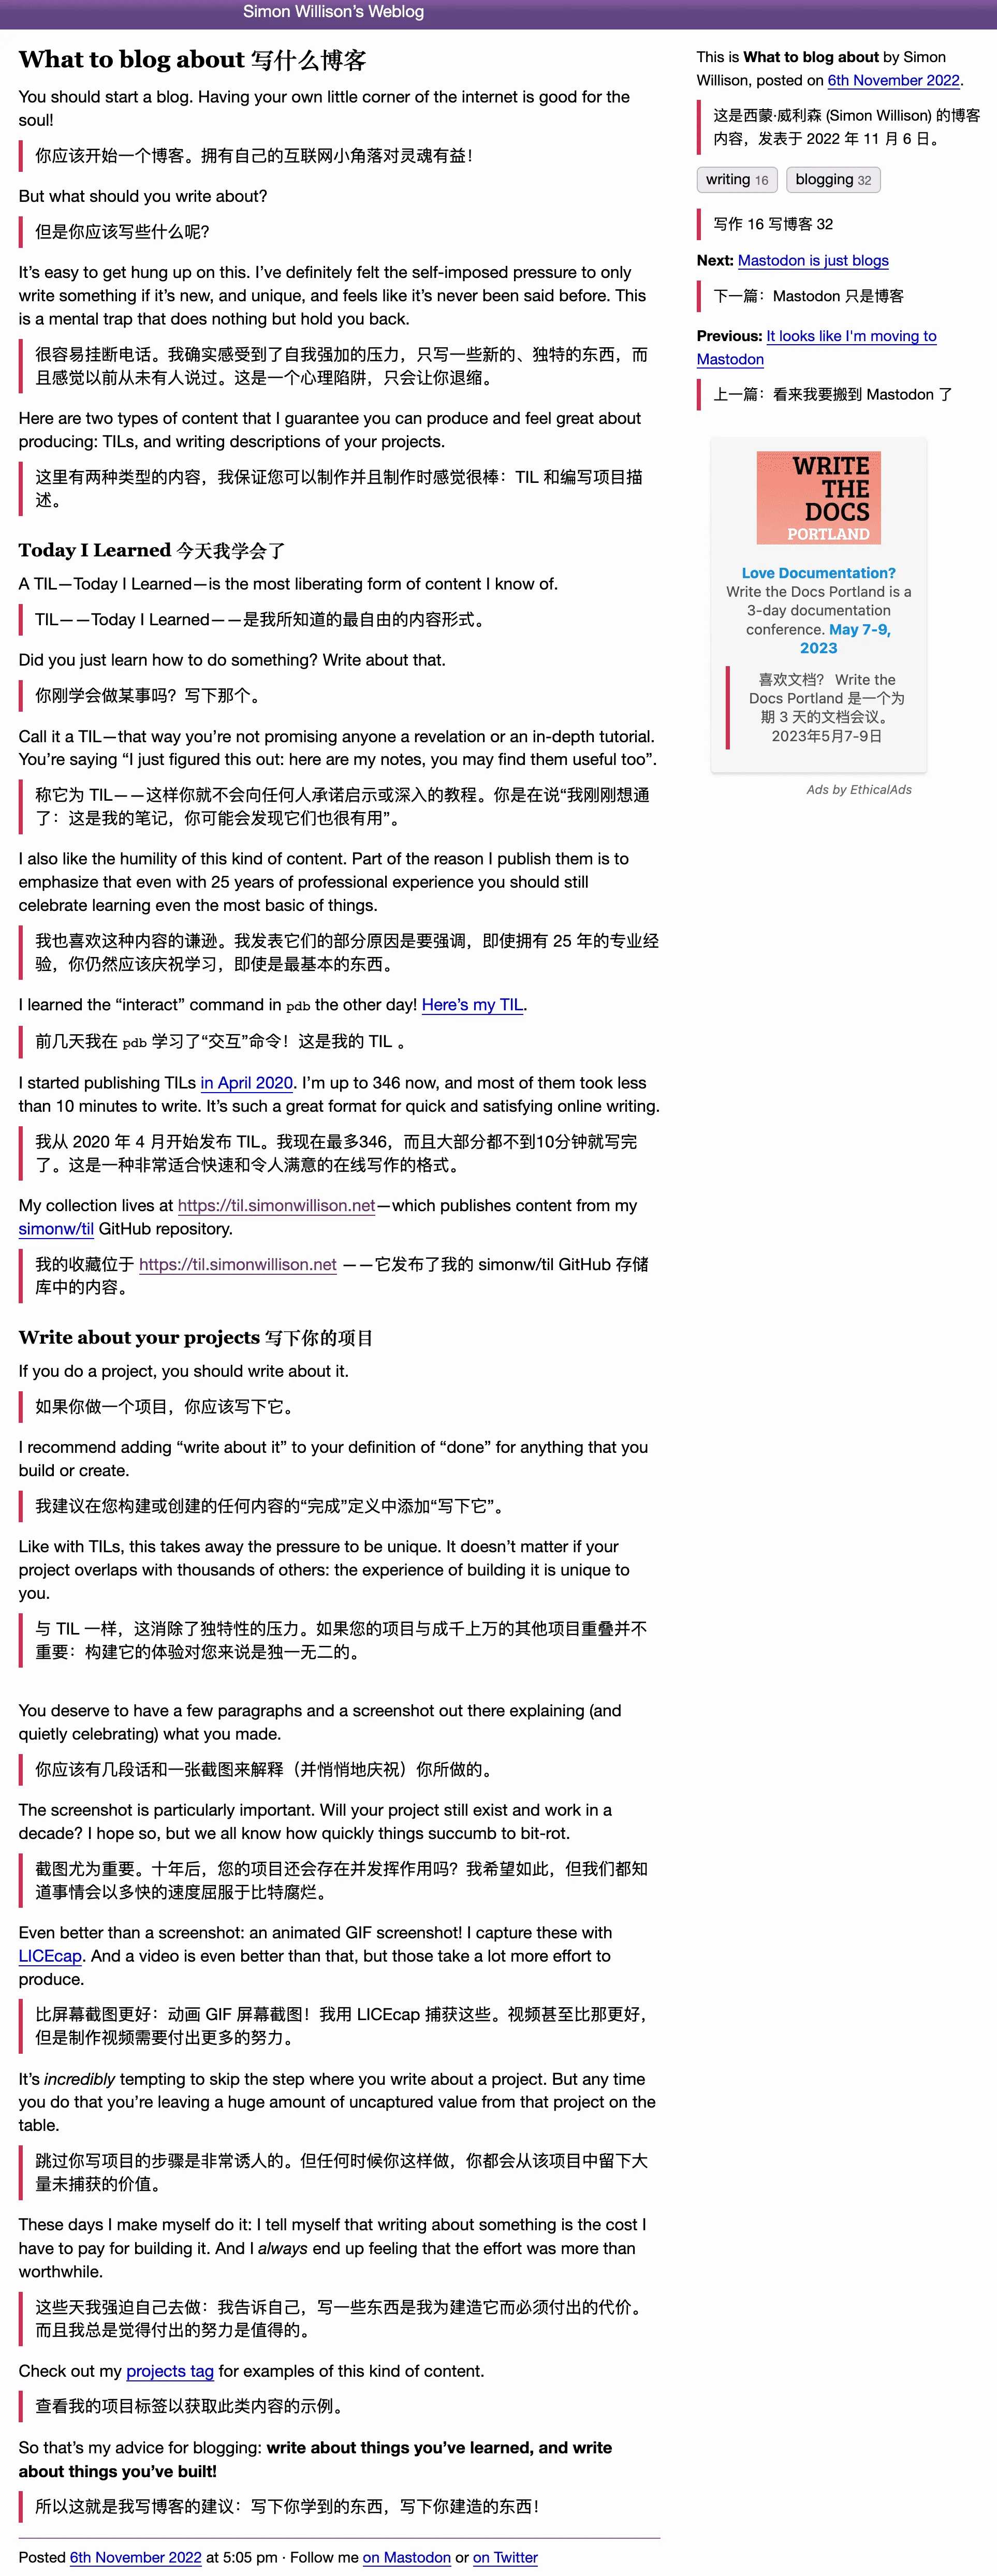 Simon Willison’s Weblog
What to blog about 写什么博客
You should start a blog. Having your own little corner of the internet is good for the
soul!
你应该开始一个博客。拥有自己的互联网小角落对灵魂有益！
But what should you write about?
但是你应该写些什么呢？
It’s easy to get hung up on this. I’ve definitely felt the self-imposed pressure to only
write something if it’s new, and unique, and feels like it’s never been said before. This
is a mental trap that does nothing but hold you back.
很容易挂断电话。我确实感受到了自我强加的压力，只写一些新的、独特的东西，而
且感觉以前从未有人说过。这是一个心理陷阱，只会让你退缩。
Here are two types of content that I guarantee you can produce and feel great about
producing: TILs, and writing descriptions of your projects.
这里有两种类型的内容，我保证您可以制作并且制作时感觉很棒：TIL 和编写项目描
述。
Today I Learned 今天我学会了
A TIL—Today I Learned—is the most liberating form of content I know of.
TIL——Today I Learned——是我所知道的最自由的内容形式。
Did you just learn how to do something? Write about that.
你刚学会做某事吗？写下那个。
Call it a TIL—that way you’re not promising anyone a revelation or an in-depth tutorial.
You’re saying “I just figured this out: here are my notes, you may find them useful too”.
称它为 TIL——这样你就不会向任何人承诺启示或深入的教程。你是在说“我刚刚想通
了：这是我的笔记，你可能会发现它们也很有用”。
I also like the humility of this kind of content. Part of the reason I publish them is to
emphasize that even with 25 years of professional experience you should still
celebrate learning even the most basic of things.
我也喜欢这种内容的谦逊。我发表它们的部分原因是要强调，即使拥有 25 年的专业经
验，你仍然应该庆祝学习，即使是最基本的东西。
I learned the “interact” command in pdb the other day! Here’s my TIL.
前几天我在 pdb 学习了“交互”命令！这是我的 TIL 。
I started publishing TILs in April 2020. I’m up to 346 now, and most of them took less
than 10 minutes to write. It’s such a great format for quick and satisfying online writing.
我从 2020 年 4 月开始发布 TIL。我现在最多346，而且大部分都不到10分钟就写完
了。这是一种非常适合快速和令人满意的在线写作的格式。
My collection lives at https://til.simonwillison.net—which publishes content from my
simonw/til GitHub repository.
我的收藏位于 https://til.simonwillison.net ——它发布了我的 simonw/til GitHub 存储
库中的内容。
Write about your projects 写下你的项目
If you do a project, you should write about it.
如果你做一个项目，你应该写下它。
I recommend adding “write about it” to your definition of “done” for anything that you
build or create.
我建议在您构建或创建的任何内容的“完成”定义中添加“写下它”。
Like with TILs, this takes away the pressure to be unique. It doesn’t matter if your
project overlaps with thousands of others: the experience of building it is unique to
you.
与 TIL 一样，这消除了独特性的压力。如果您的项目与成千上万的其他项目重叠并不
重要：构建它的体验对您来说是独一无二的。
You deserve to have a few paragraphs and a screenshot out there explaining (and
quietly celebrating) what you made.
你应该有几段话和一张截图来解释（并悄悄地庆祝）你所做的。
The screenshot is particularly important. Will your project still exist and work in a
decade? I hope so, but we all know how quickly things succumb to bit-rot.
截图尤为重要。十年后，您的项目还会存在并发挥作用吗？我希望如此，但我们都知
道事情会以多快的速度屈服于比特腐烂。
Even better than a screenshot: an animated GIF screenshot! I capture these with
LICEcap. And a video is even better than that, but those take a lot more effort to
produce.
比屏幕截图更好：动画 GIF 屏幕截图！我用 LICEcap 捕获这些。视频甚至比那更好，
但是制作视频需要付出更多的努力。
It’s incredibly tempting to skip the step where you write about a project. But any time
you do that you’re leaving a huge amount of uncaptured value from that project on the
table.
跳过你写项目的步骤是非常诱人的。但任何时候你这样做，你都会从该项目中留下大
量未捕获的价值。
These days I make myself do it: I tell myself that writing about something is the cost I
have to pay for building it. And I always end up feeling that the effort was more than
worthwhile.
这些天我强迫自己去做：我告诉自己，写一些东西是我为建造它而必须付出的代价。
而且我总是觉得付出的努力是值得的。
Check out my projects tag for examples of this kind of content.
查看我的项目标签以获取此类内容的示例。
So that’s my advice for blogging: write about things you’ve learned, and write
about things you’ve built!
所以这就是我写博客的建议：写下你学到的东西，写下你建造的东西！
Posted 6th November 2022 at 5:05 pm · Follow me on Mastodon or on Twitter
This is What to blog about by Simon
Willison, posted on 6th November 2022.
这是西蒙·威利森 (Simon Willison) 的博客
内容，发表于 2022 年 11 月 6 日。
writing 16 blogging 32
写作 16 写博客 32
Next: Mastodon is just blogs
下一篇：Mastodon 只是博客
Previous: It looks like I'm moving to
Mastodon
上一篇：看来我要搬到 Mastodon 了
WRITE
THE
DOCS
PORTLAND
Love Documentation?
Write the Docs Portland is a
3-day documentation
conference. May 7-9,
2023
喜欢文档？ Write the
Docs Portland 是一个为
期 3 天的文档会议。
2023年5月7-9日
Ads by EthicalAds